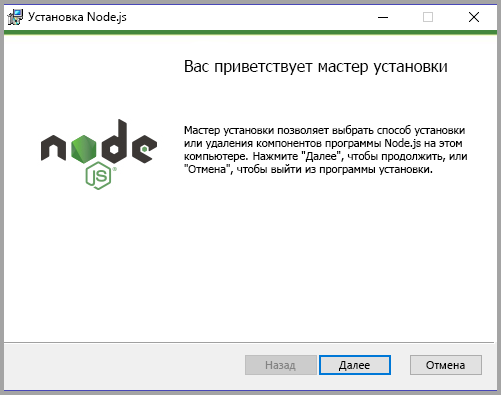 Установка Node.js
Вас приветствует мастер установки
node
JS®
Мастер установки позволяет выбрать способ установки
или удаления компонентов программы Node.js на этом
компьютере. Нажмите "Далее", чтобы продолжить, или
"Отмена", чтобы выйти из программы установки.
Назад
Далее
Отмена